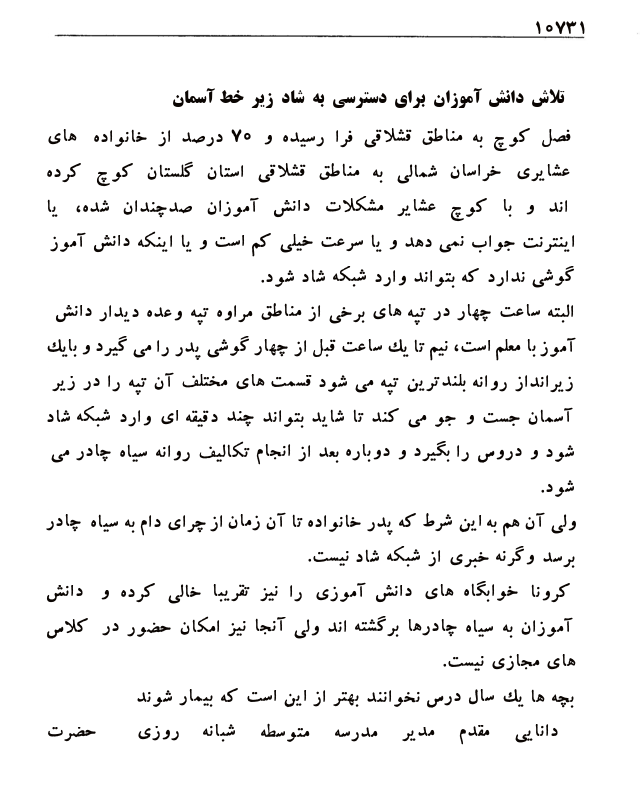 ۱۰۷۳۱
تلاش دانش آموزان برای دسترسی به شاد زیر خط آسمان
فصل کوچ به مناطق قشلاقی فرا رسیده و ۷۰ درصد از خانواده های
عشایری خراسان شمالی به مناطق قشلاقی استان گلستان کوچ کرده
اند و با کوچ عشایر مشکلات دانش آموزان صدچندان شده، یا
اینترنت جواب نمی دهد و یا سرعت خیلی کم است و یا اینکه دانش آموز
گوشی ندارد که بتواند وارد شبکه شاد شود.
البته ساعت چهار در تپه های برخی از مناطق مراوه تپه وعده دیدار دانش
آموز با معلم است، نیم تا یك ساعت قبل از چهار گوشی پدر را می گیرد و بایك
زیرانداز روانه بلندترین تپه می شود قسمت های مختلف آن تپه را در زیر
آسمان جست و جو می کند تا شاید بتواند چند دقیقه ای وارد شبکه شاد
شود و دروس را بگیرد و دوباره بعد از انجام تکالیف روانه سیاه چادر می
شود.
ولی آن هم به این شرط که پدر خانواده تا آن زمان از چرای دام به سیاه چادر
برسد وگرنه خبری از شبکه شاد نیست.
کرونا خوابگاه های دانش آموزی را نیز تقریبا خالی کرده و دانش
آموزان به سیاه چادرها برگشته اند ولی آنجا نیز امکان حضور در کلاس
های مجازی نیست.
بچه ها یك سال درس نخوانند بهتر از این است که بیمار شوند
دانایی مقدم مدیر مدرسه متوسطه شبانه روزی حضرت